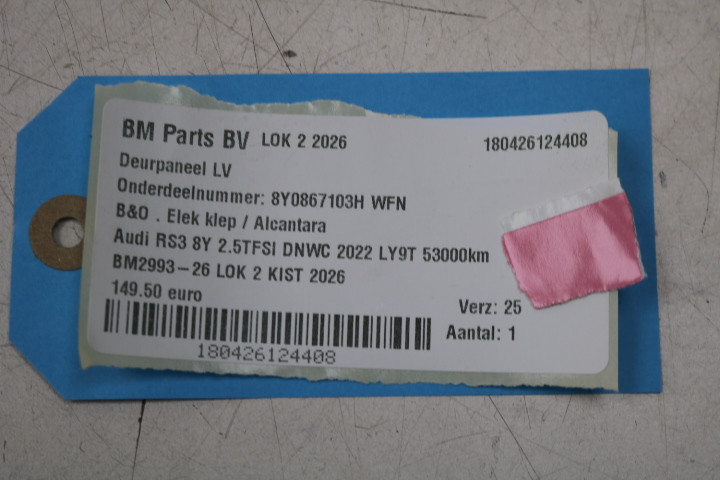 BM Parts BV LOK 2 2026 180426124408
Deurpaneel LV
Onderdeelnummer: 8Y0867103H WFN
B&O . Elek klep / Alcantara
Audi RS3 8Y 2.5TFSI DNWC 2022 LY9T 53000km
BM2993-26 LOK 2 KIST 2026
149.50 euro
Verz: 25
Aantal: 1
180426124408